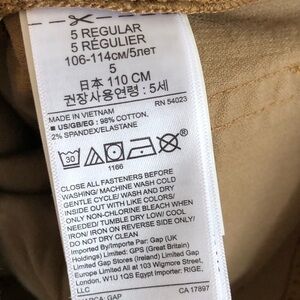 5 REGULAR
5 RÉGULIER
106-114см/5лет
5
日本 110 CM
권장사용연령 : 5세
MADE IN VIETNAM
RN 54023
■ US/GB/EG : 98% COTTON,
2% SPANDEX/ELASTANE
30
1166
CLOSE ALL FASTENERS BEFORE
WASHING/ MACHINE WASH COLD
GENTLE CYCLE/ WASH AND DRY
INSIDE OUT WITH LIKE COLORS/
ONLY NON-CHLORINE BLEACH WHEN
NEEDED/ TUMBLE DRY LOW/ COOL
IRON/ IRON ON REVERSE SIDE ONLY/
DO NOT DRY CLEAN
Imported By/Importe Par: Gap (UK
Holdings) Limited: GPS (Great Britain)
Limited Gap Stores (Ireland) Limited Gap
Europe Limited All at 103 Wigmore Street,
London, W1U 1QS Egypt Importer: RIGE,
LLC
MARCA: GAP
CA 17897